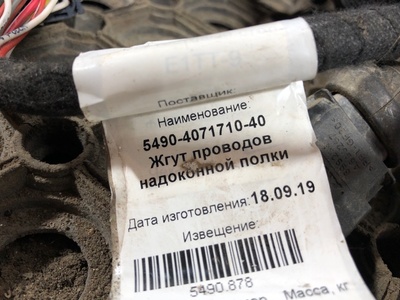 Поставщик:
Наименование:
5490-4071710-40
Жгут проводов
надоконной полки
Дата изготовления:18.09.19
Извещение:
5490.878
Масса, кг